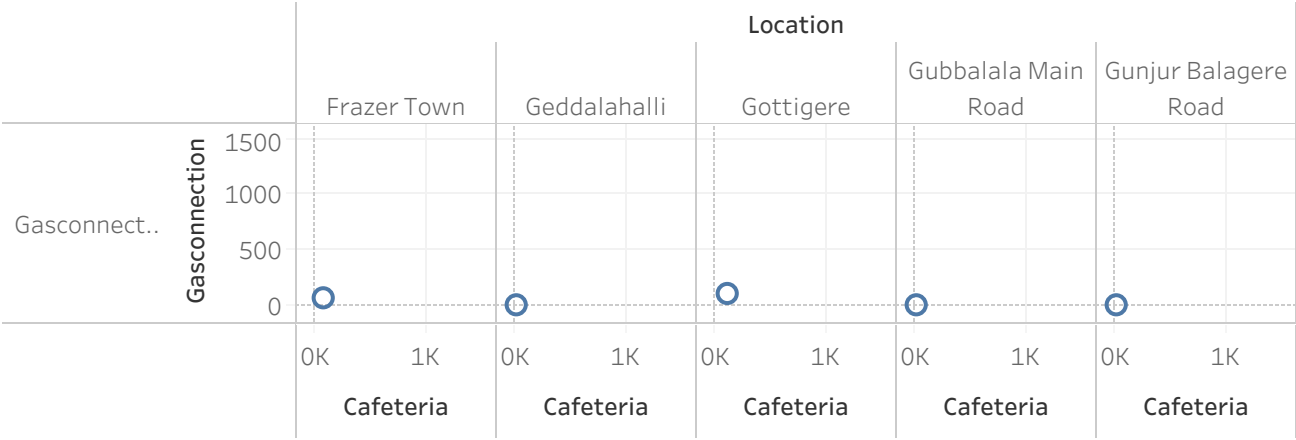 Location
Frazer Town
Geddalahalli
Gottigere
Gubbalala Main
Road
Gunjur Balagere
Road
Gasconnect..
Gasconnection
1500
1000
500
0
0K 1K 0K 1K 0K 1K 0K 1K 0K 1K
Cafeteria Cafeteria Cafeteria Cafeteria Cafeteria